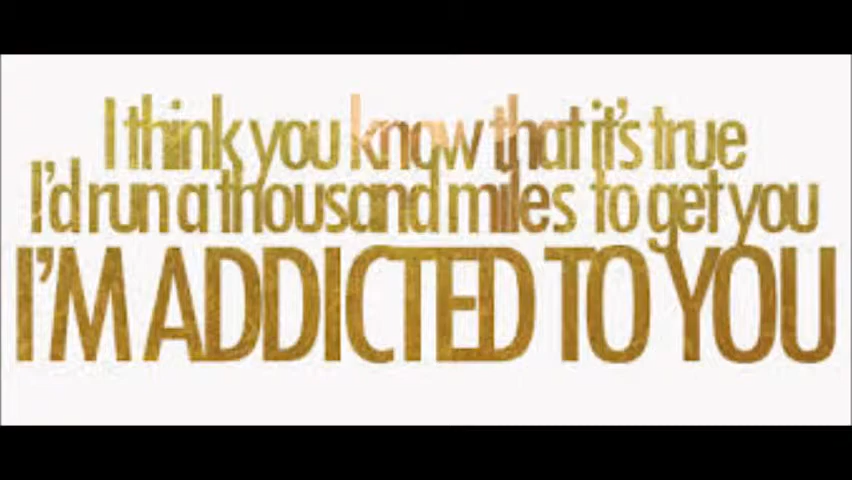 I think you know that it's true
I'd run a thousand miles to get you
I'M ADDICTED TO YOU